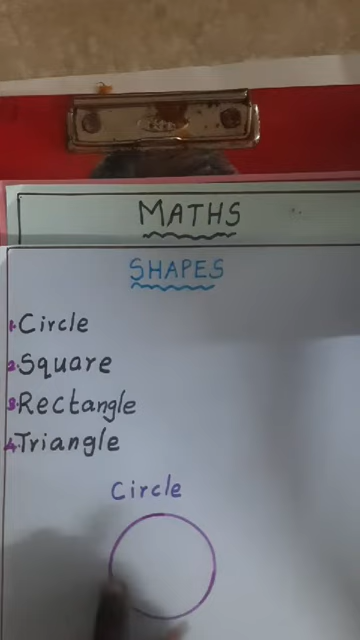 MATHS
SHAPES
1. Circle
2. Square
3. Rectangle
4. Triangle
Circle